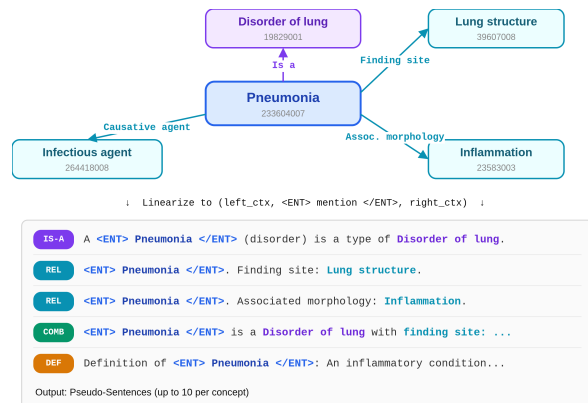 Disorder of lung
19829001
Lung structure
39607008
Finding site
Is a
Pneumonia
233604007
Causative agent
Assoc. morphology
Infectious agent
264418008
Inflammation
23583003
↓ Linearize to (left_ctx, <ENT> mention </ENT>, right_ctx) ↓
IS-A A <ENT> Pneumonia </ENT> (disorder) is a type of Disorder of lung.
REL <ENT> Pneumonia </ENT>. Finding site: Lung structure.
REL <ENT> Pneumonia </ENT>. Associated morphology: Inflammation.
COMB <ENT> Pneumonia </ENT> is a Disorder of lung with finding site: ...
DEF Definition of <ENT> Pneumonia </ENT>: An inflammatory condition...
Output: Pseudo-Sentences (up to 10 per concept)